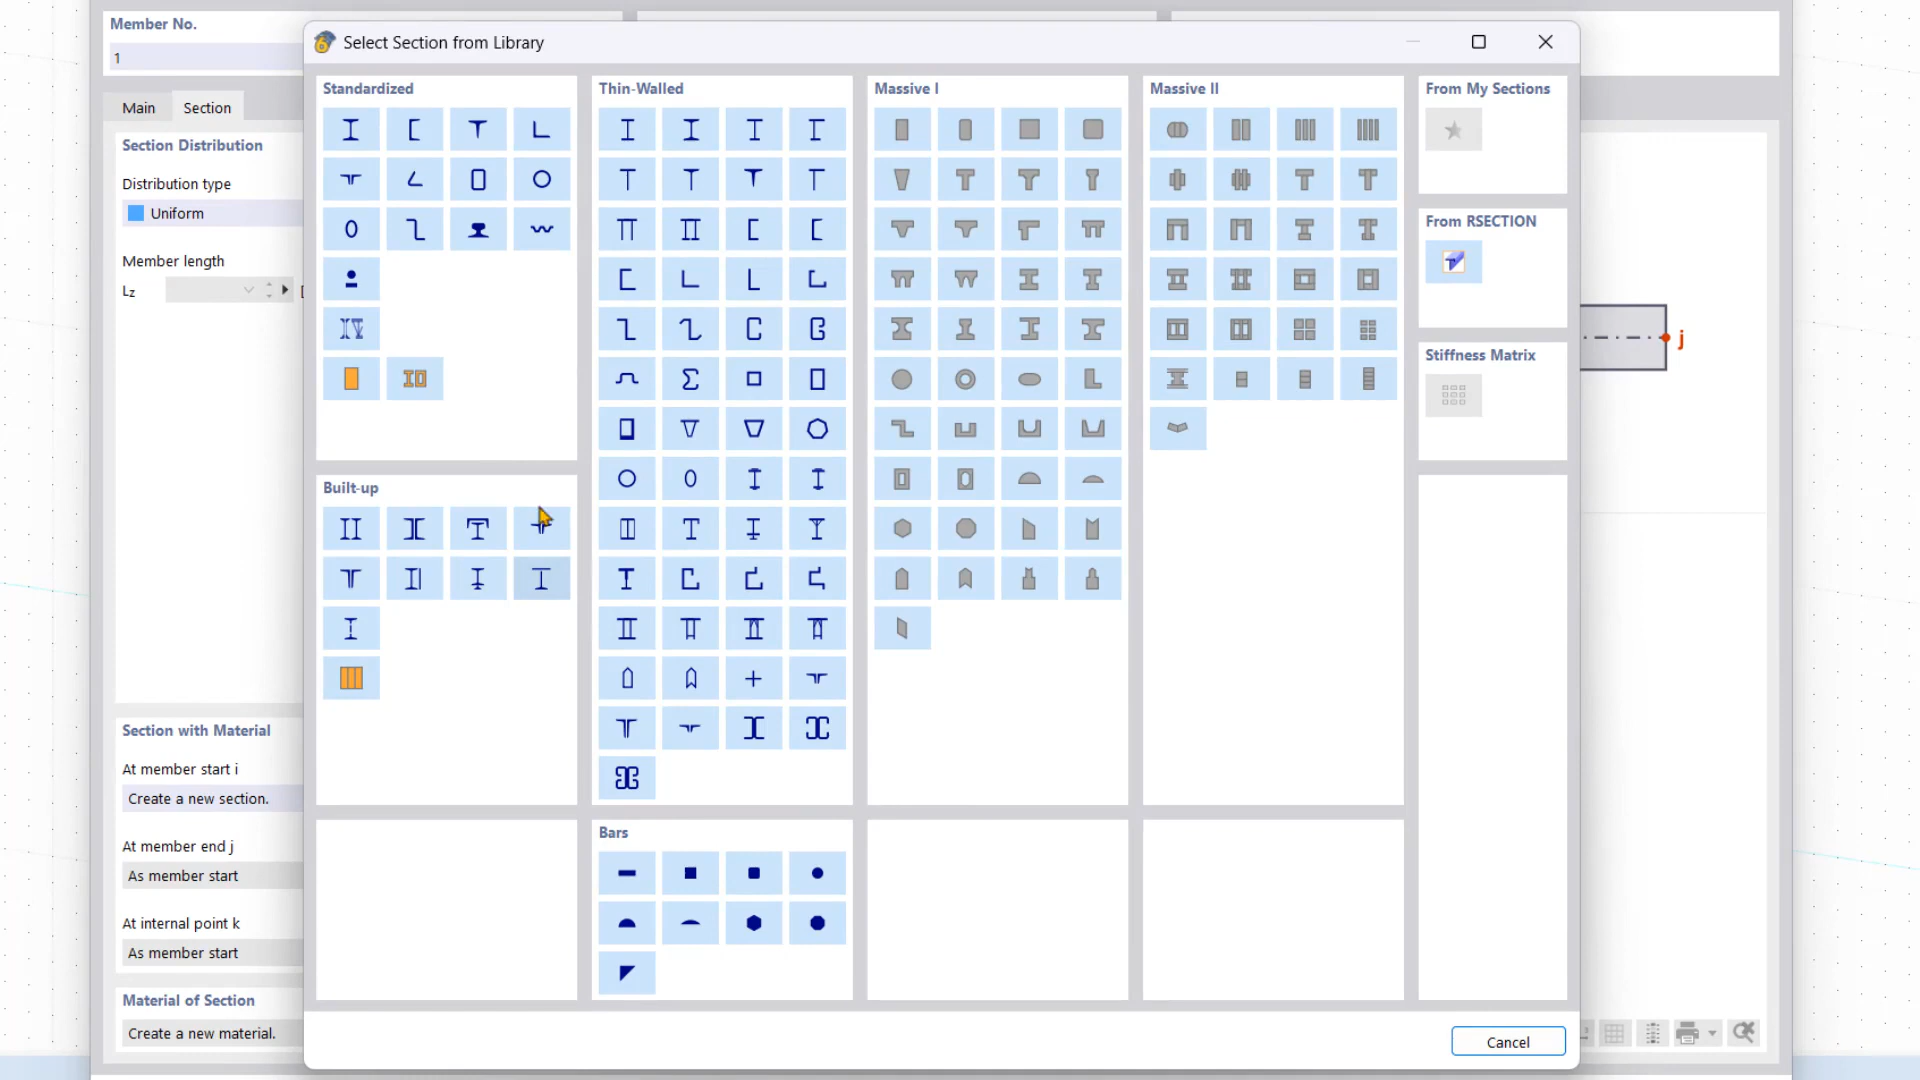 Member No.
1
Main
Section
Section Distribution
Distribution type
Uniform
Member length
Lz
Section with Material
At member start i
Create a new section.
At member end j
As member start
At internal point k
As member start
Material of Section
Create a new material.
Select Section from Library
Standardized
Built-up
Thin-Walled
Bars
Massive I
Massive II
From My Sections
From RSECTION
Stiffness Matrix
Cancel
j